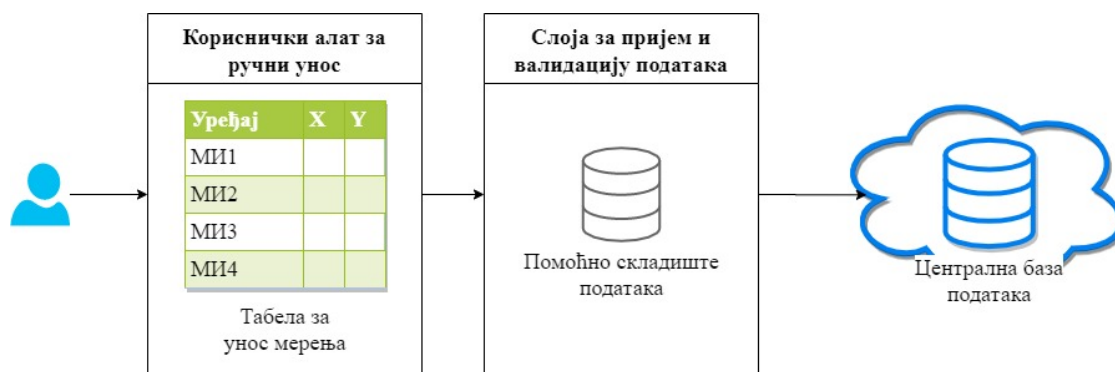 Кориснички алат за
ручни унос
Уређај X Y
МИ1
МИ2
МИ3
МИ4
Табела за
унос мерења
Слоја за пријем и
валидацију података
Помоћно складиште
података
Централна база
података